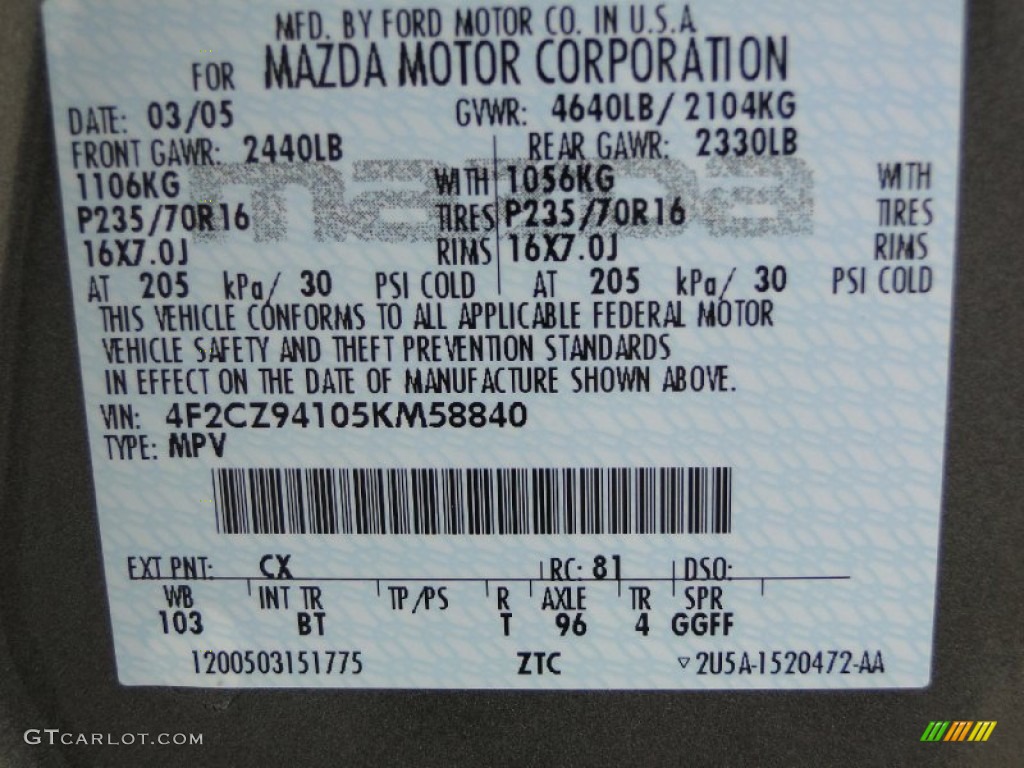 MFD. BY FORD MOTOR CO. IN U.S.A
FOR MAZDA MOTOR CORPORATION
DATE: 03/05 GVWR: 4640LB/ 2104KG
FRONT GAWR: 2440LB REAR GAWR: 2330LB
1106KG WITH 1056KG WITH
P235/70R16 TIRES P235/70R16 TIRES
16X7.0J RIMS 16X7.0J RIMS
AT 205 kPa/ 30 PSI COLD AT 205 kPa/ 30 PSI COLD
THIS VEHICLE CONFORMS TO ALL APPLICABLE FEDERAL MOTOR
VEHICLE SAFETY AND THEFT PREVENTION STANDARDS
IN EFFECT ON THE DATE OF MANUFACTURE SHOWN ABOVE.
VIN: 4F2CZ94105KM58840
TYPE: MPV
EXT PNT: CX RC: 81 DSO:
WB INT TR TP/PS R AXLE TR SPR
103 BT T 96 4 GGFF
1200503151775 ZTC ▽2U5A-1520472-AA
mazda
GTCARLOT.COM